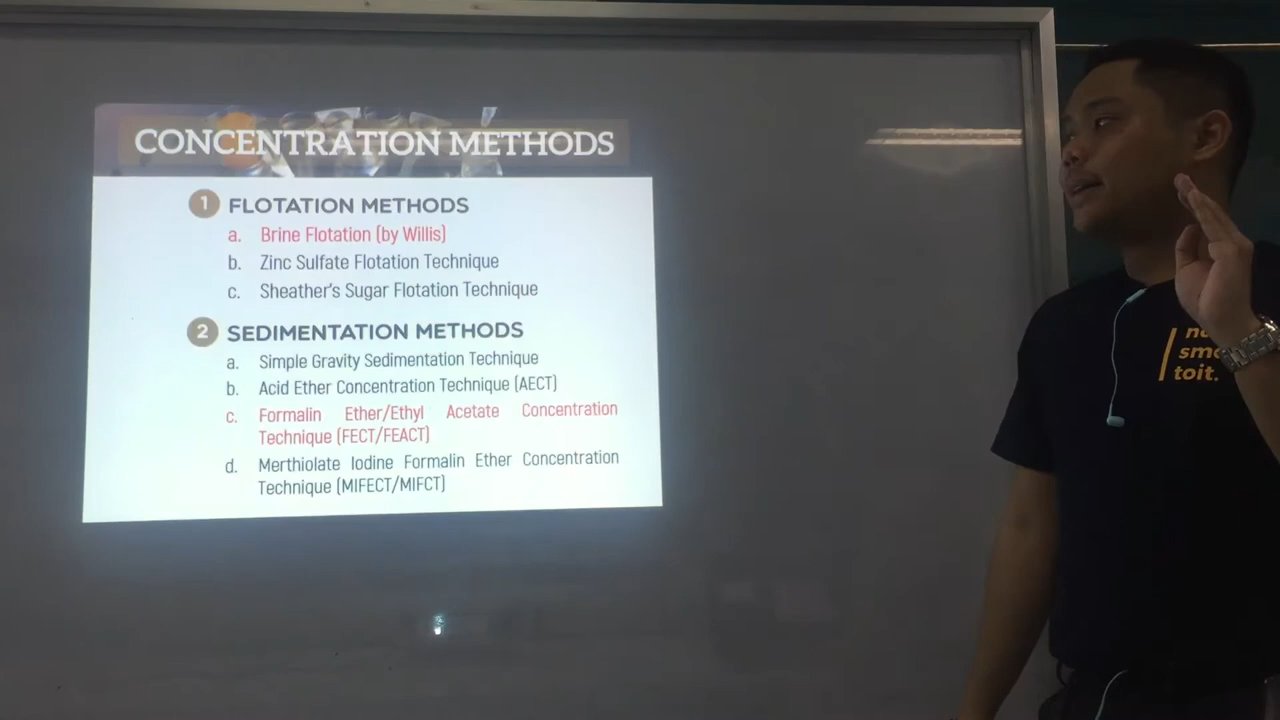 CONCENTRATION METHODS
1 FLOTATION METHODS
a. Brine Flotation (by Willis)
b. Zinc Sulfate Flotation Technique
c. Sheather's Sugar Flotation Technique
2 SEDIMENTATION METHODS
a. Simple Gravity Sedimentation Technique
b. Acid Ether Concentration Technique (AECT)
c. Formalin Ether/Ethyl Acetate Concentration
Technique (FECT/FEACT)
d. Merthiolate Iodine Formalin Ether Concentration
Technique (MIFECT/MIFCT)
toit.